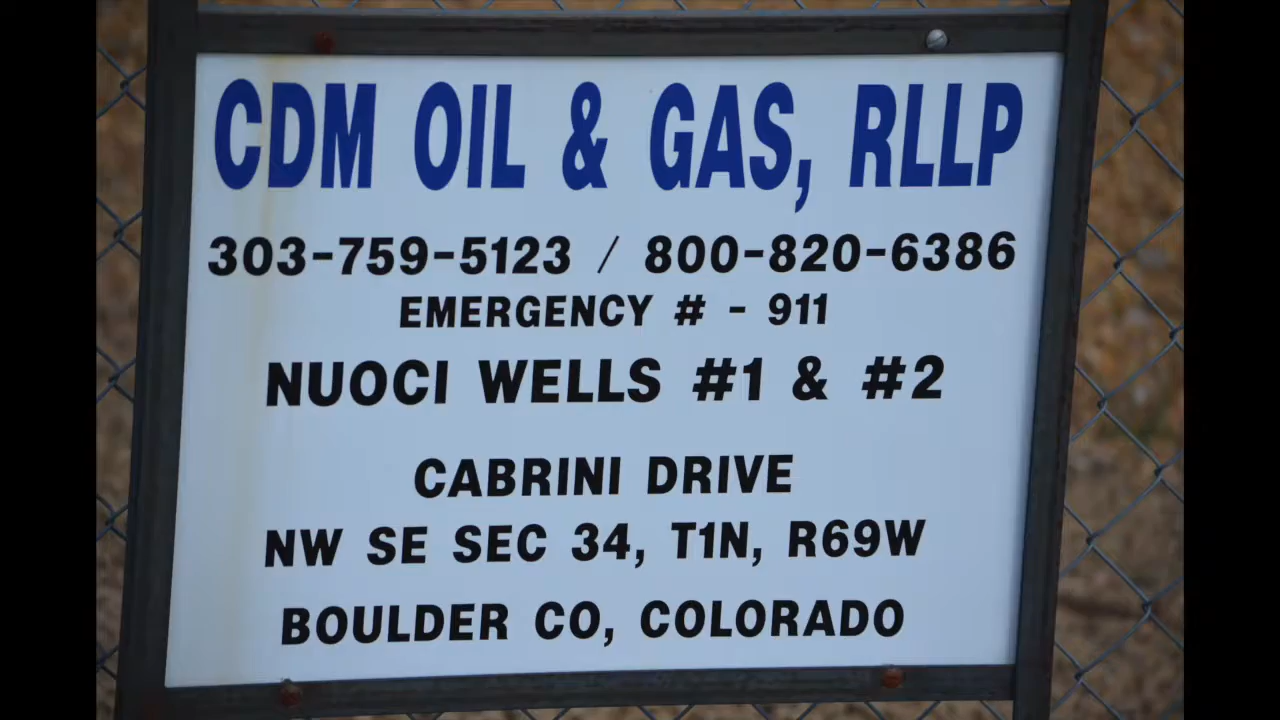 CDM OIL & GAS, RLLP
303-759-5123 / 800-820-6386
EMERGENCY # - 911
NUOCI WELLS #1 & #2
CABRINI DRIVE
NW SE SEC 34, T1N, R69W
BOULDER CO, COLORADO